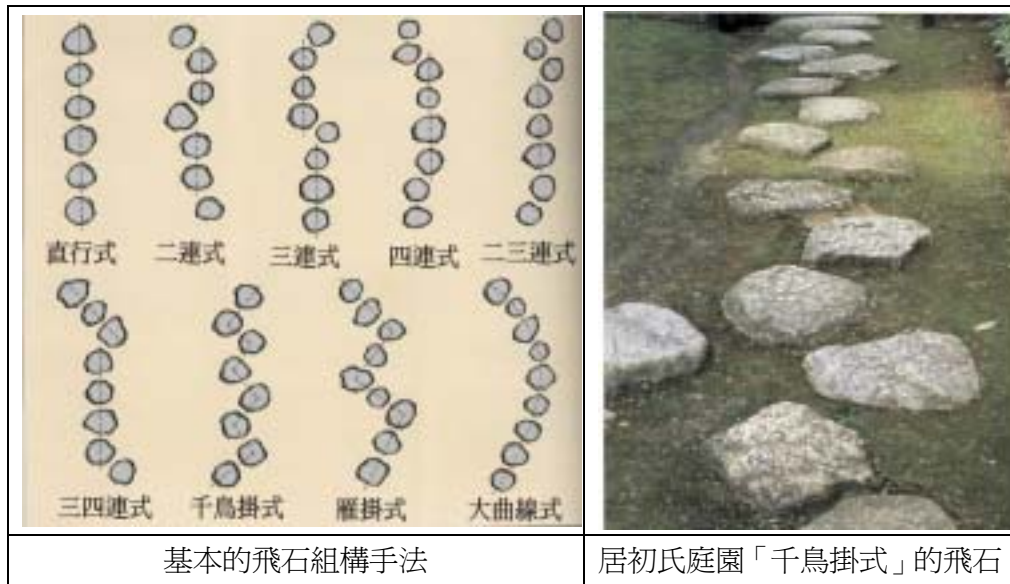 直行式 二連式 三連式 四連式 二三連式
三四連式 千鳥掛式 雁掛式 大曲線式
基本的飛石組構手法 居初氏庭園「千鳥掛式」的飛石